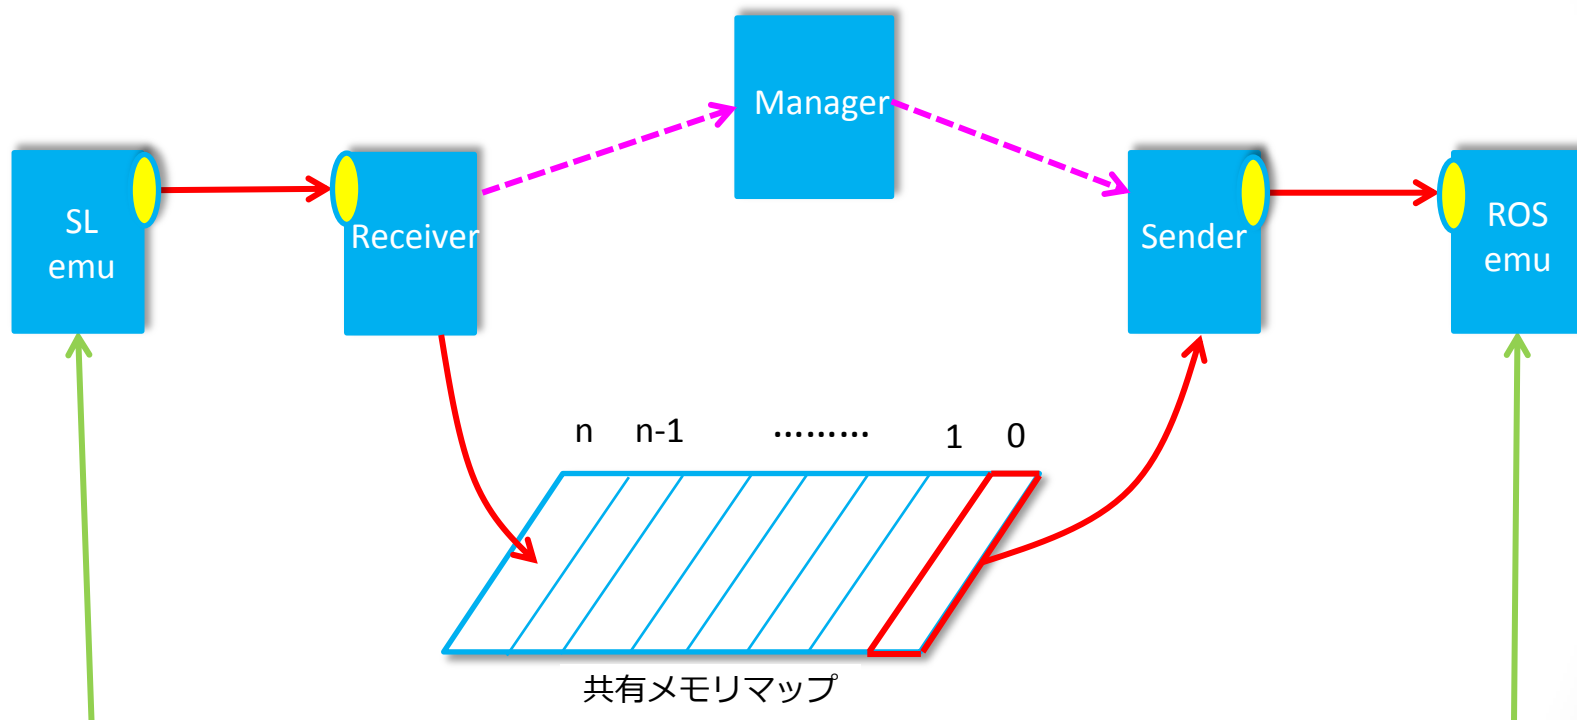 Manager
SL
emu
Receiver
Sender
ROS
emu
n n-1 ……… 1 0
共有メモリマップ